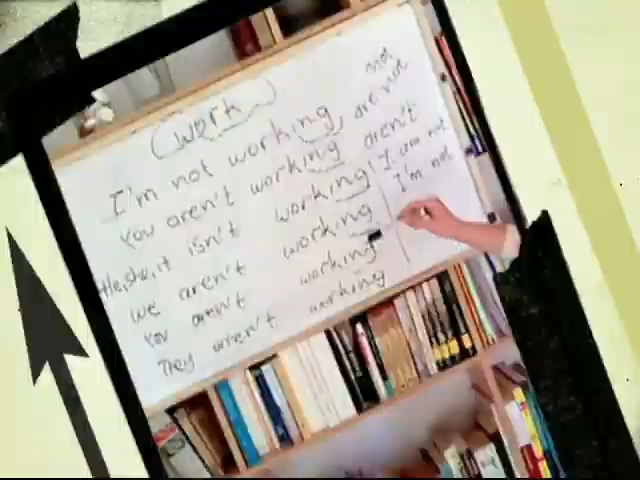 work
I'm not working
You aren't working
He, she, it isn't working
We aren't working
You aren't working
They aren't working
not
are not
aren't
I am not
I'm not